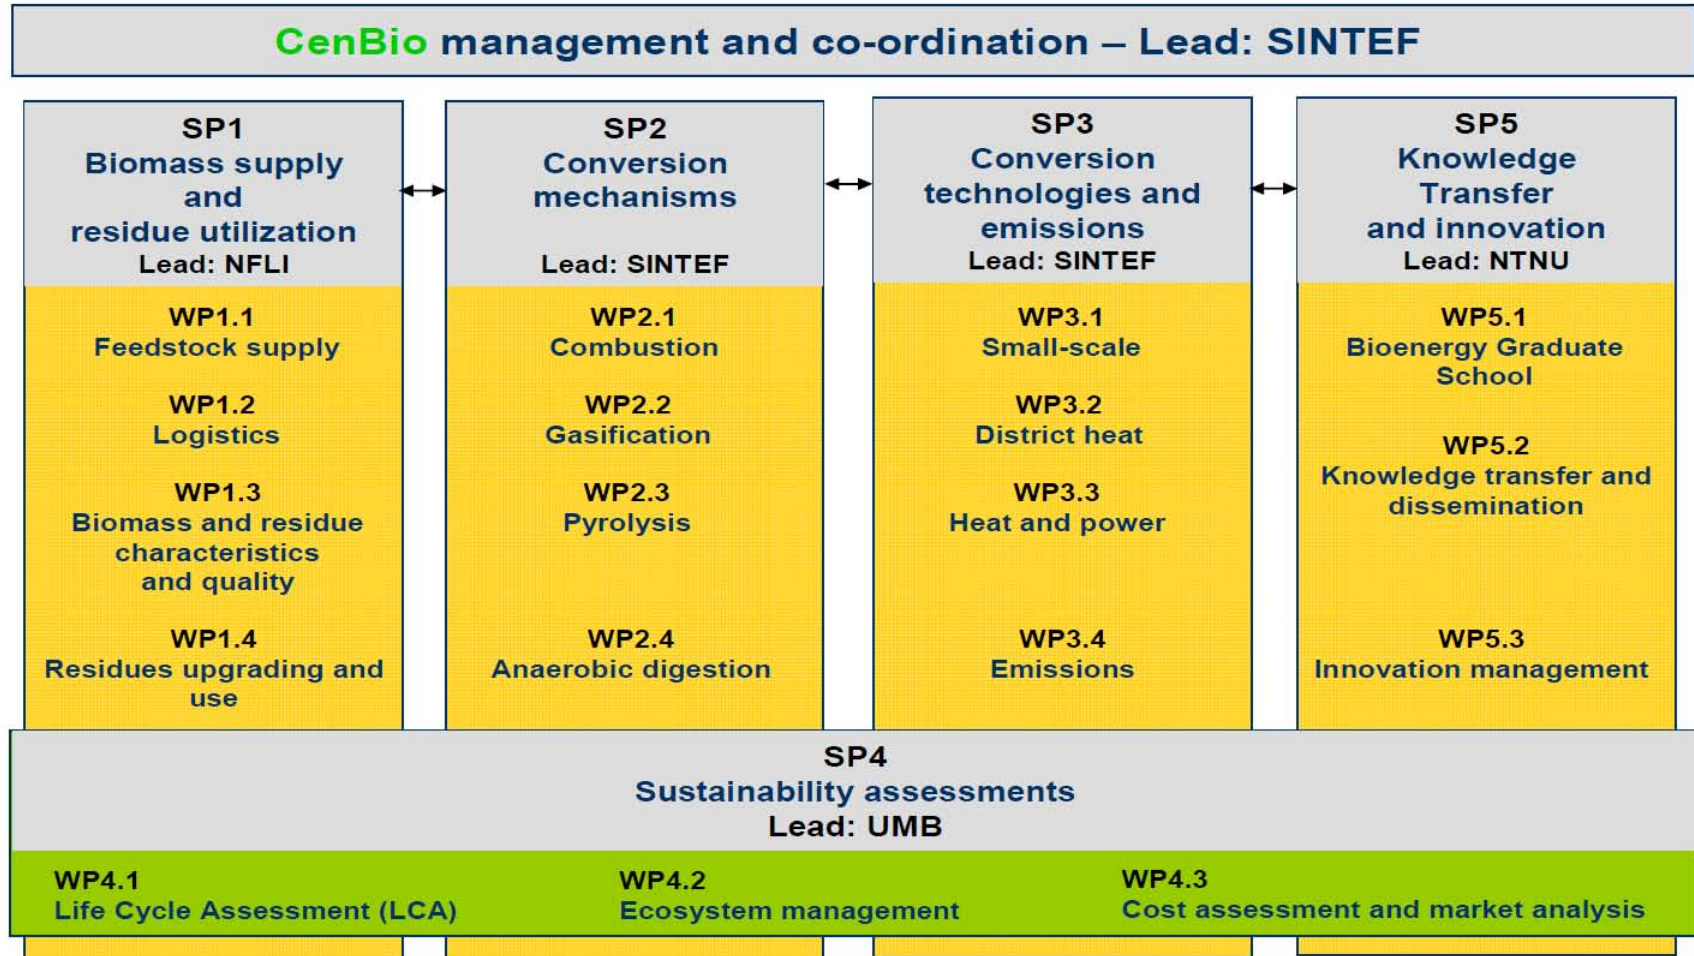 CenBio management and co-ordination – Lead: SINTEF
SP1
Biomass supply
and
residue utilization
Lead: NFLI
WP1.1
Feedstock supply
WP1.2
Logistics
WP1.3
Biomass and residue
characteristics
and quality
WP1.4
Residues upgrading and
use
SP2
Conversion
mechanisms
Lead: SINTEF
WP2.1
Combustion
WP2.2
Gasification
WP2.3
Pyrolysis
WP2.4
Anaerobic digestion
SP3
Conversion
technologies and
emissions
Lead: SINTEF
WP3.1
Small-scale
WP3.2
District heat
WP3.3
Heat and power
WP3.4
Emissions
SP5
Knowledge
Transfer
and innovation
Lead: NTNU
WP5.1
Bioenergy Graduate
School
WP5.2
Knowledge transfer and
dissemination
WP5.3
Innovation management
SP4
Sustainability assessments
Lead: UMB
WP4.1
Life Cycle Assessment (LCA)
WP4.2
Ecosystem management
WP4.3
Cost assessment and market analysis